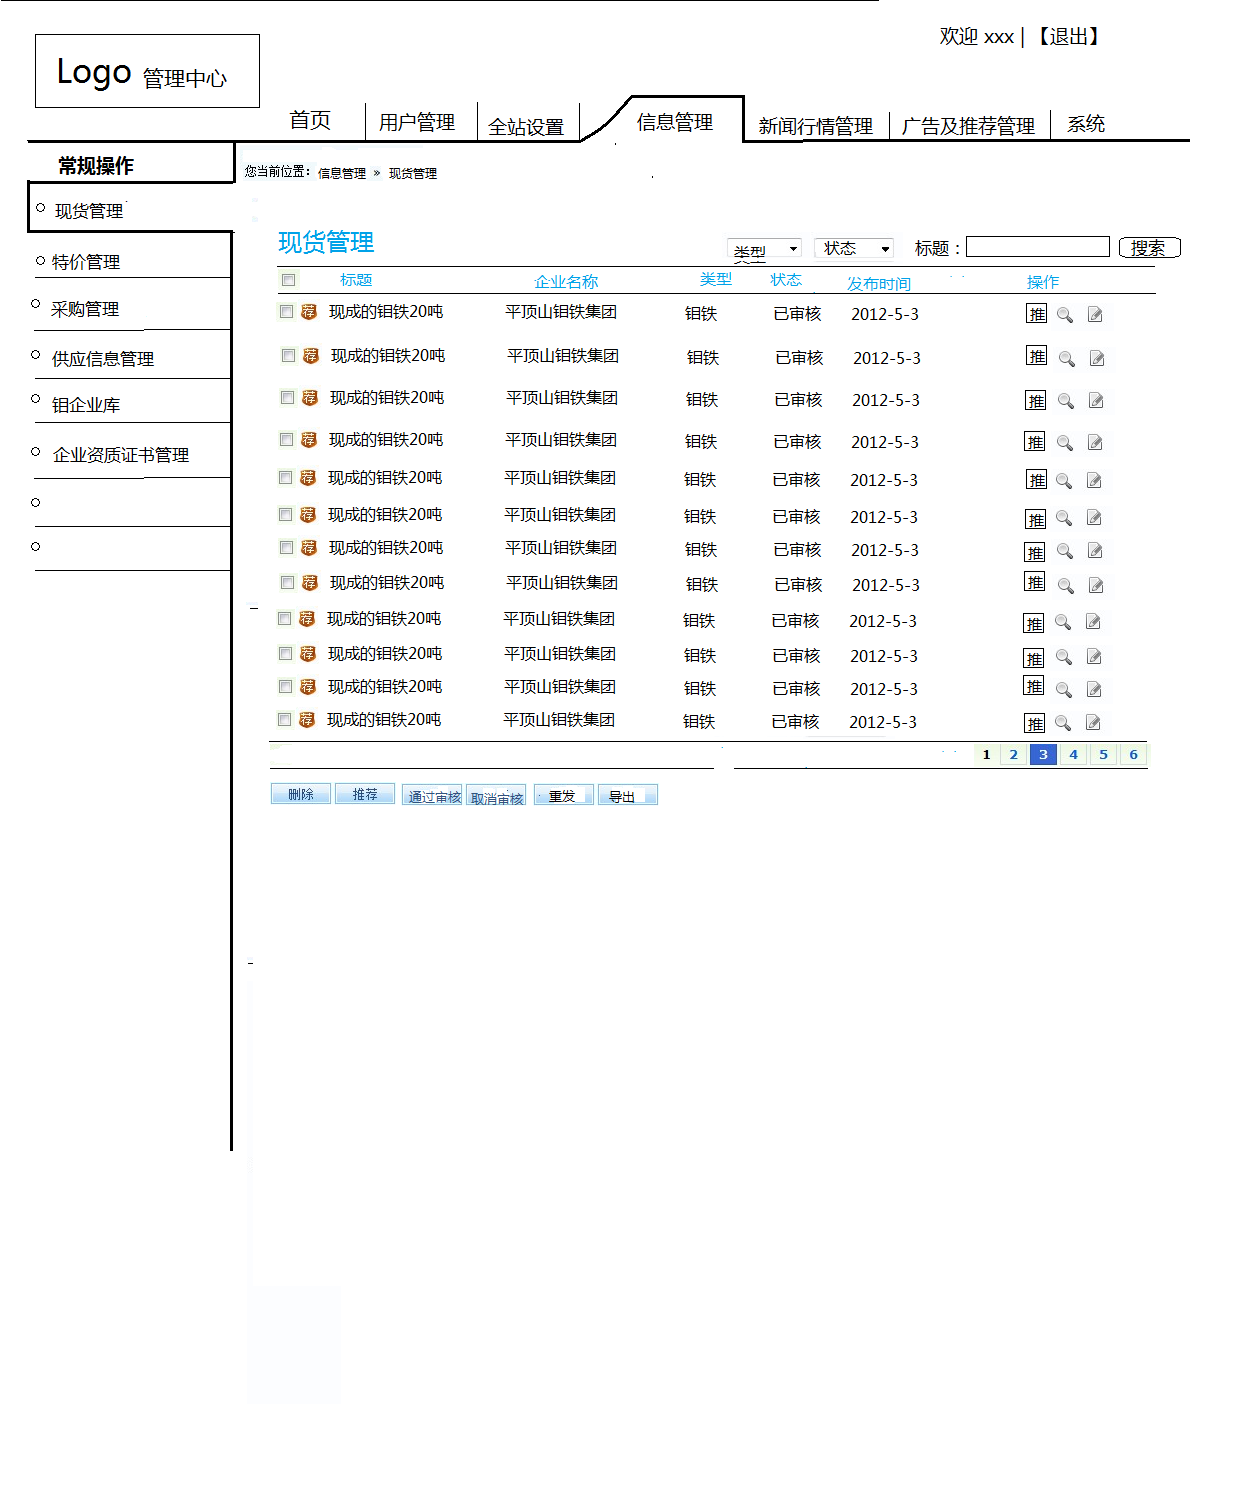 欢迎 xxx | 【退出】
Logo 管理中心
首页 用户管理 全站设置 信息管理 新闻行情管理 广告及推荐管理 系统
常规操作
您当前位置: 信息管理 » 现货管理
现货管理
特价管理
采购管理
供应信息管理
钼企业库
企业资质证书管理
现货管理 类型 状态 标题： 搜索
标题 企业名称 类型 状态 发布时间 操作
荐 现成的钼铁20吨 平顶山钼铁集团 钼铁 已审核 2012-5-3 推
荐 现成的钼铁20吨 平顶山钼铁集团 钼铁 已审核 2012-5-3 推
荐 现成的钼铁20吨 平顶山钼铁集团 钼铁 已审核 2012-5-3 推
荐 现成的钼铁20吨 平顶山钼铁集团 钼铁 已审核 2012-5-3 推
荐 现成的钼铁20吨 平顶山钼铁集团 钼铁 已审核 2012-5-3 推
荐 现成的钼铁20吨 平顶山钼铁集团 钼铁 已审核 2012-5-3 推
荐 现成的钼铁20吨 平顶山钼铁集团 钼铁 已审核 2012-5-3 推
荐 现成的钼铁20吨 平顶山钼铁集团 钼铁 已审核 2012-5-3 推
荐 现成的钼铁20吨 平顶山钼铁集团 钼铁 已审核 2012-5-3 推
荐 现成的钼铁20吨 平顶山钼铁集团 钼铁 已审核 2012-5-3 推
荐 现成的钼铁20吨 平顶山钼铁集团 钼铁 已审核 2012-5-3 推
荐 现成的钼铁20吨 平顶山钼铁集团 钼铁 已审核 2012-5-3 推
1 2 3 4 5 6
删除 推荐 通过审核 取消审核 重发 导出